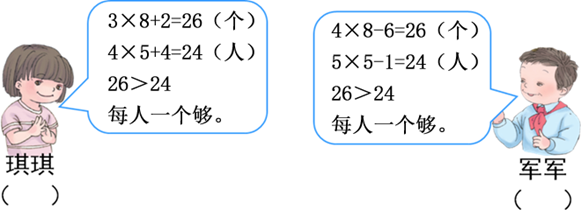 3×8+2=26（个）
4×5+4=24（人）
26＞24
每人一个够。
琪琪
（　　）
4×8-6=26（个）
5×5-1=24（人）
26＞24
每人一个够。
军军
（　　）